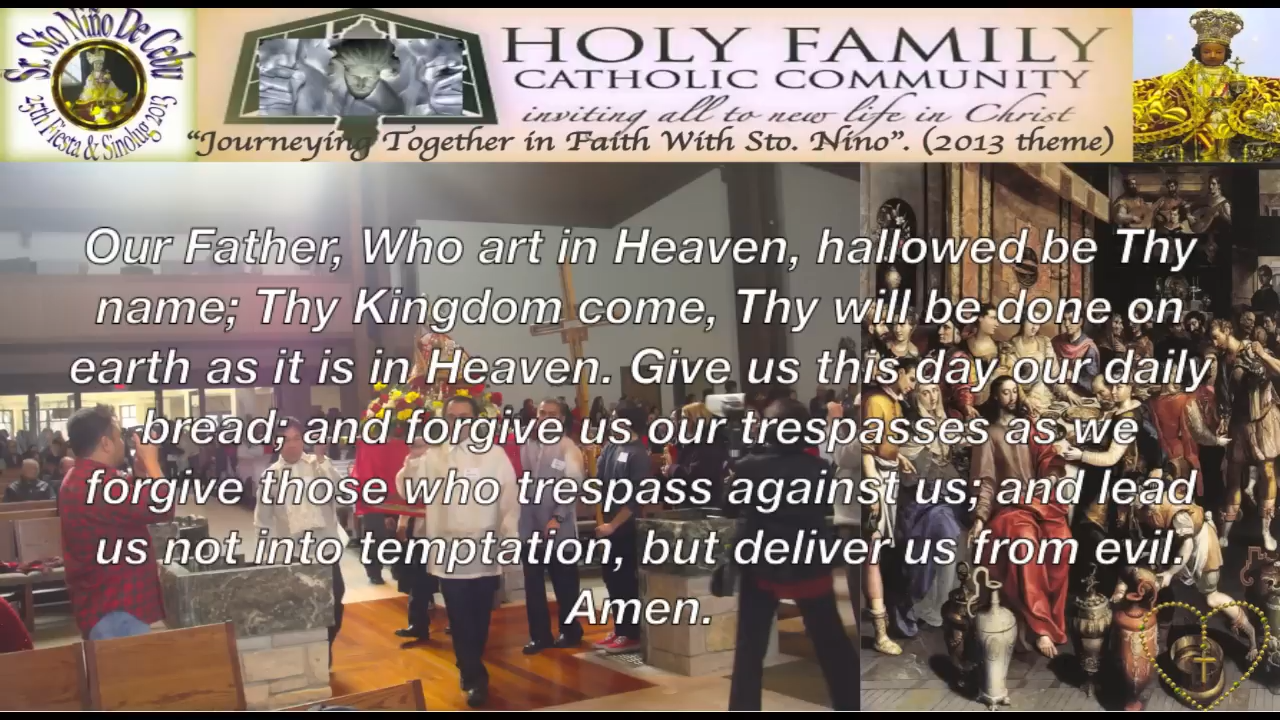 Sr. Sto Niño De Cebu
25th Fiesta & Sinolug 2013
HOLY FAMILY
CATHOLIC COMMUNITY
inviting all to new life in Christ
“Journeying Together in Faith With Sto. Nino”. (2013 theme)
Our Father, Who art in Heaven, hallowed be Thy
name; Thy Kingdom come, Thy will be done on
earth as it is in Heaven. Give us this day our daily
bread; and forgive us our trespasses as we
forgive those who trespass against us; and lead
us not into temptation, but deliver us from evil.
Amen.